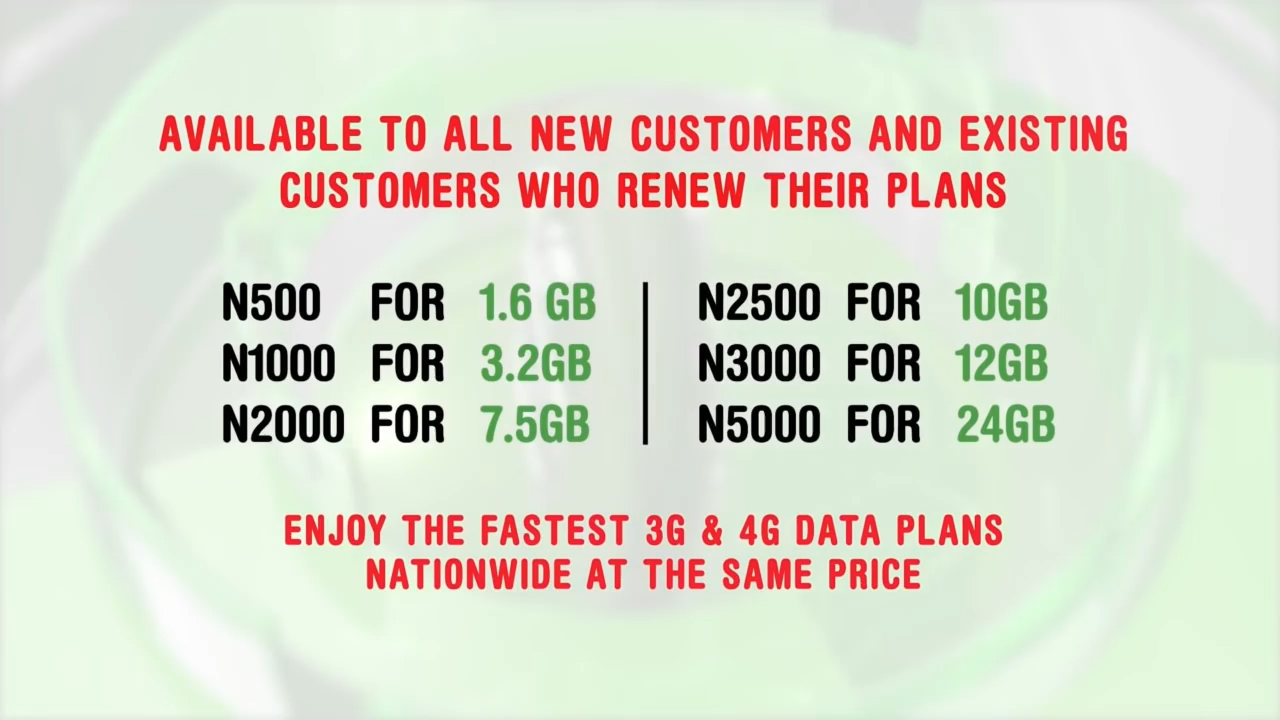 AVAILABLE TO ALL NEW CUSTOMERS AND EXISTING
CUSTOMERS WHO RENEW THEIR PLANS
N500 FOR 1.6 GB
N1000 FOR 3.2GB
N2000 FOR 7.5GB
N2500 FOR 10GB
N3000 FOR 12GB
N5000 FOR 24GB
ENJOY THE FASTEST 3G & 4G DATA PLANS
NATIONWIDE AT THE SAME PRICE